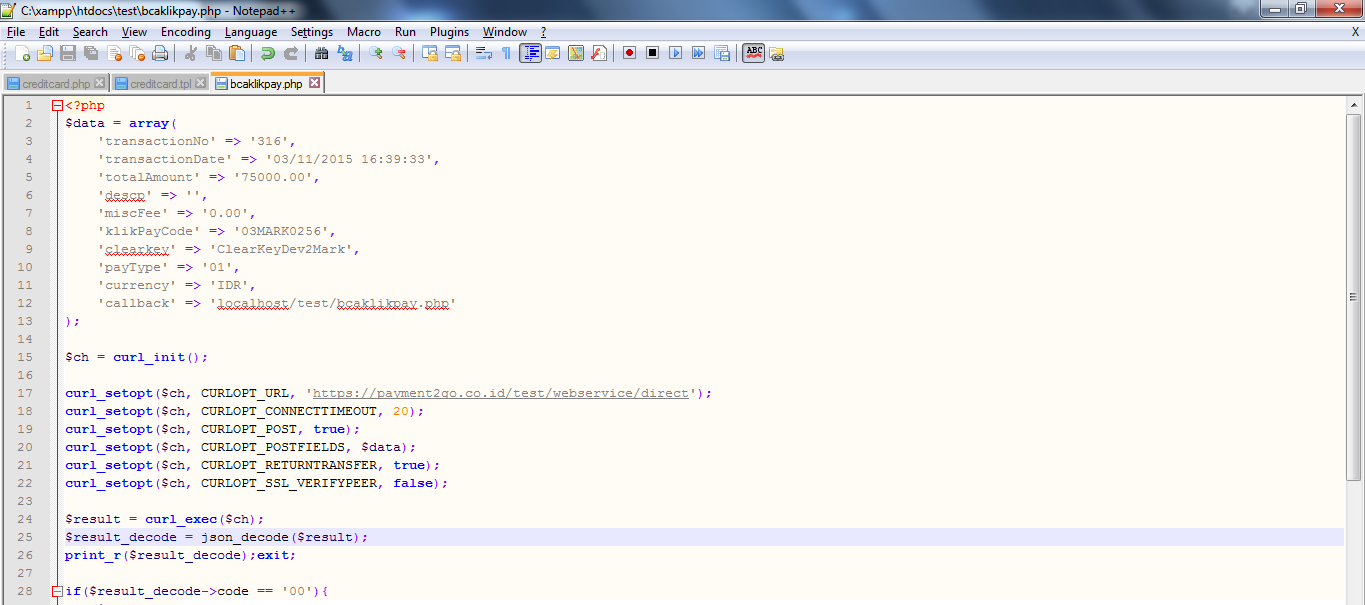 C:\xampp\htdocs\test\bcaklikpay.php - Notepad++
File Edit Search View Encoding Language Settings Macro Run Plugins Window ? X
creditcard.php creditcard.tpl bcaklikpay.php
1 <?php
2 $data = array(
3 'transactionNo' => '316',
4 'transactionDate' => '03/11/2015 16:39:33',
5 'totalAmount' => '75000.00',
6 'descp' => '',
7 'miscFee' => '0.00',
8 'klikPayCode' => '03MARK0256',
9 'clearkey' => 'ClearKeyDev2Mark',
10 'payType' => '01',
11 'currency' => 'IDR',
12 'callback' => 'localhost/test/bcaklikpay.php'
13 );
14
15 $ch = curl_init();
16
17 curl_setopt($ch, CURLOPT_URL, 'https://payment2go.co.id/test/webservice/direct');
18 curl_setopt($ch, CURLOPT_CONNECTTIMEOUT, 20);
19 curl_setopt($ch, CURLOPT_POST, true);
20 curl_setopt($ch, CURLOPT_POSTFIELDS, $data);
21 curl_setopt($ch, CURLOPT_RETURNTRANSFER, true);
22 curl_setopt($ch, CURLOPT_SSL_VERIFYPEER, false);
23
24 $result = curl_exec($ch);
25 $result_decode = json_decode($result);
26 print_r($result_decode);exit;
27
28 if($result_decode->code == '00'){